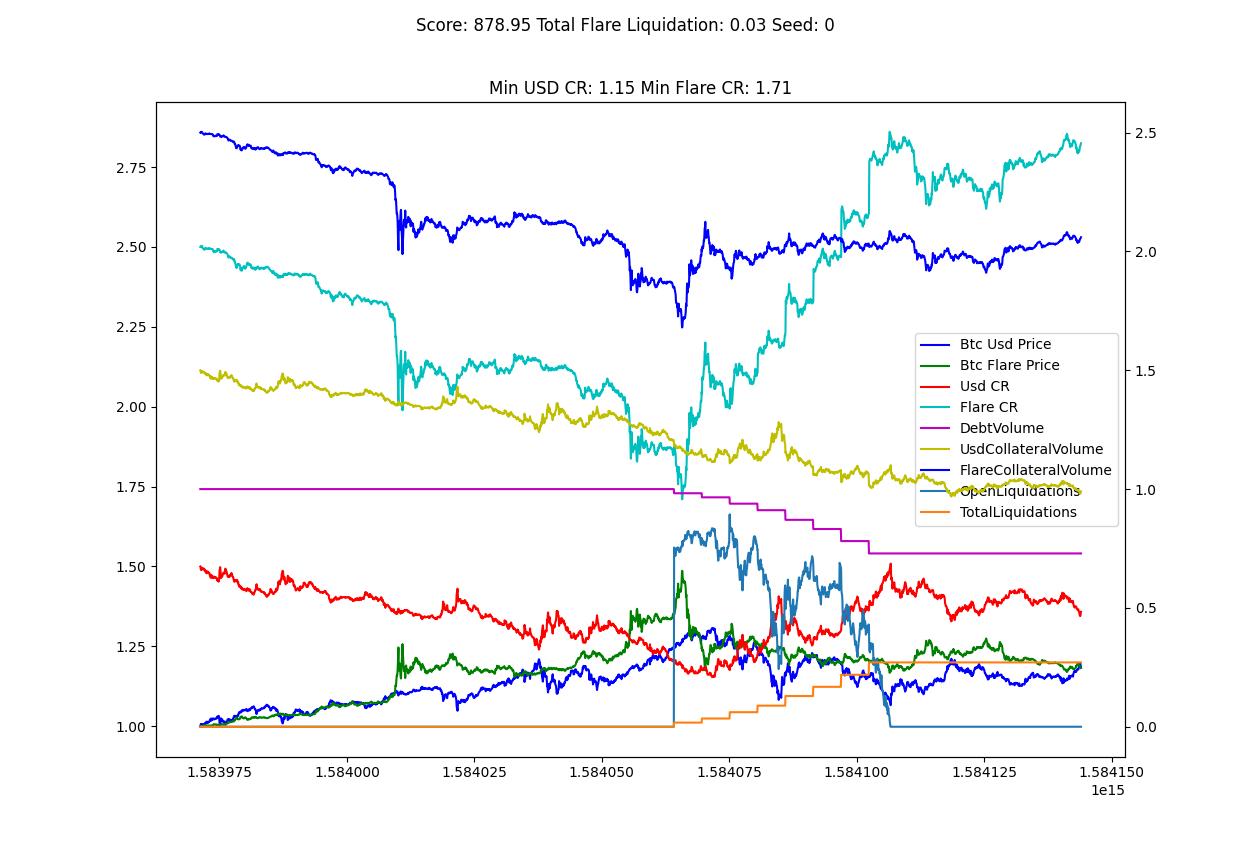 Score: 878.95 Total Flare Liquidation: 0.03 Seed: 0
Min USD CR: 1.15 Min Flare CR: 1.71
2.75
2.50
2.25
2.00
1.75
1.50
1.25
1.00
2.5
2.0
1.5
1.0
0.5
0.0
Btc Usd Price
Btc Flare Price
Usd CR
Flare CR
DebtVolume
UsdCollateralVolume
FlareCollateralVolume
OpenLiquidations
TotalLiquidations
1.583975 1.584000 1.584025 1.584050 1.584075 1.584100 1.584125 1.584150
1e15